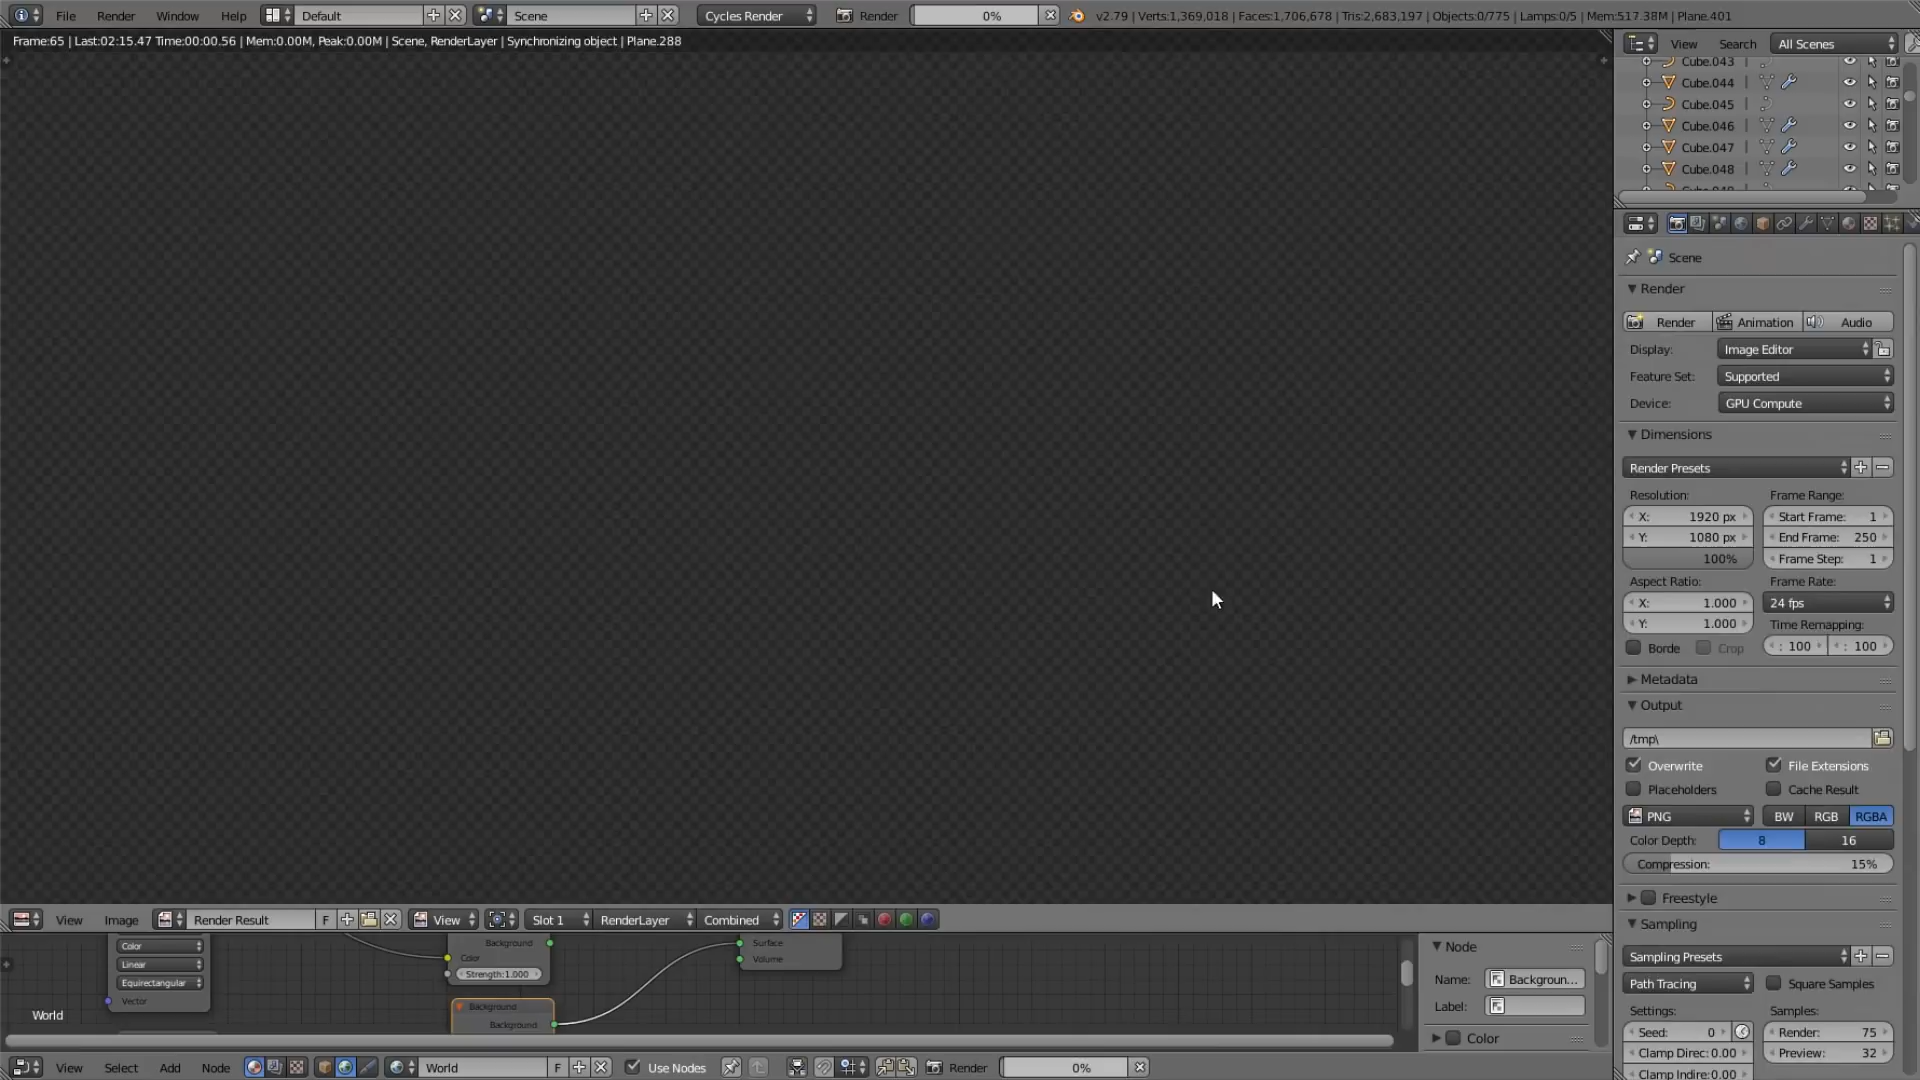 File Render Window Help Default Scene Cycles Render Render 0% v2.79 | Verts:1,369,018 | Faces:1,706,678 | Tris:2,683,197 | Objects:0/775 | Lamps:0/5 | Mem:517.38M | Plane.401
Frame:65 | Last:02:15.47 Time:00:00.56 | Mem:0.00M, Peak:0.00M | Scene, RenderLayer | Synchronizing object | Plane.288
View Search All Scenes
Cube.043
Cube.044
Cube.045
Cube.046
Cube.047
Cube.048
Scene
Render
Render Animation Audio
Display: Image Editor
Feature Set: Supported
Device: GPU Compute
Dimensions
Render Presets
Resolution: Frame Range:
X: 1920 px Start Frame: 1
Y: 1080 px End Frame: 250
100% Frame Step: 1
Aspect Ratio: Frame Rate:
X: 1.000 24 fps
Y: 1.000 Time Remapping:
Borde Crop : 100 : 100
Metadata
Output
/tmp\
Overwrite File Extensions
Placeholders Cache Result
PNG BW RGB RGBA
Color Depth: 8 16
Compression: 15%
Freestyle
Sampling
Sampling Presets
Path Tracing Square Samples
Settings: Samples:
Seed: 0 Render: 75
Clamp Direc: 0.00 Preview: 32
Clamp Indire:0.00
View Image Render Result F View Slot 1 RenderLayer Combined
Color
Linear
Equirectangular
Vector
Background
Color
Strength:1.000
Background
Background
Surface
Volume
World
Node
Name: Backgroun...
Label:
Color
View Select Add Node World F Use Nodes Render 0%